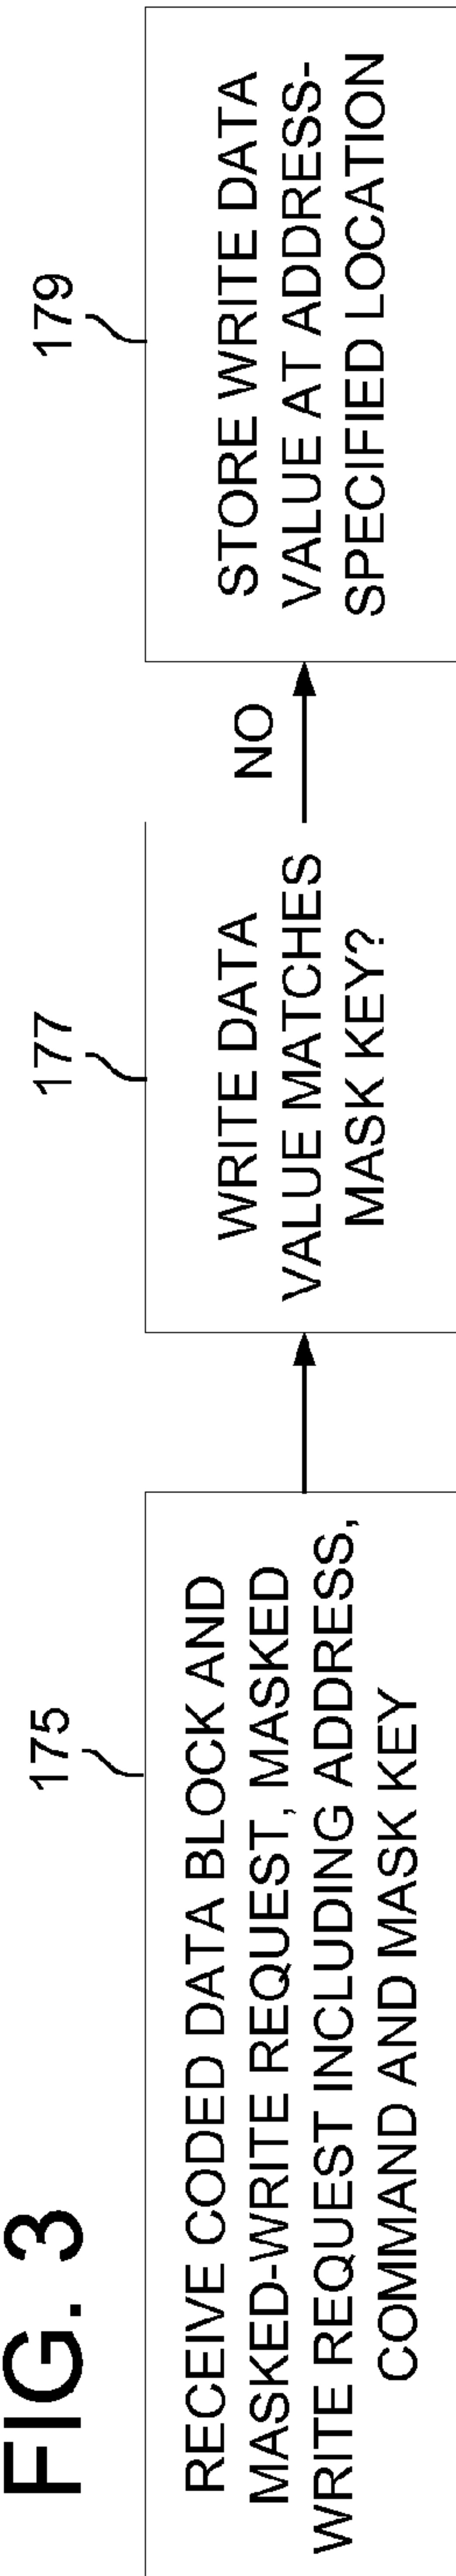 FIG. 3
175
RECEIVE CODED DATA BLOCK AND
MASKED-WRITE REQUEST, MASKED
WRITE REQUEST INCLUDING ADDRESS,
COMMAND AND MASK KEY
177
WRITE DATA
VALUE MATCHES
MASK KEY?
NO
179
STORE WRITE DATA
VALUE AT ADDRESS-
SPECIFIED LOCATION